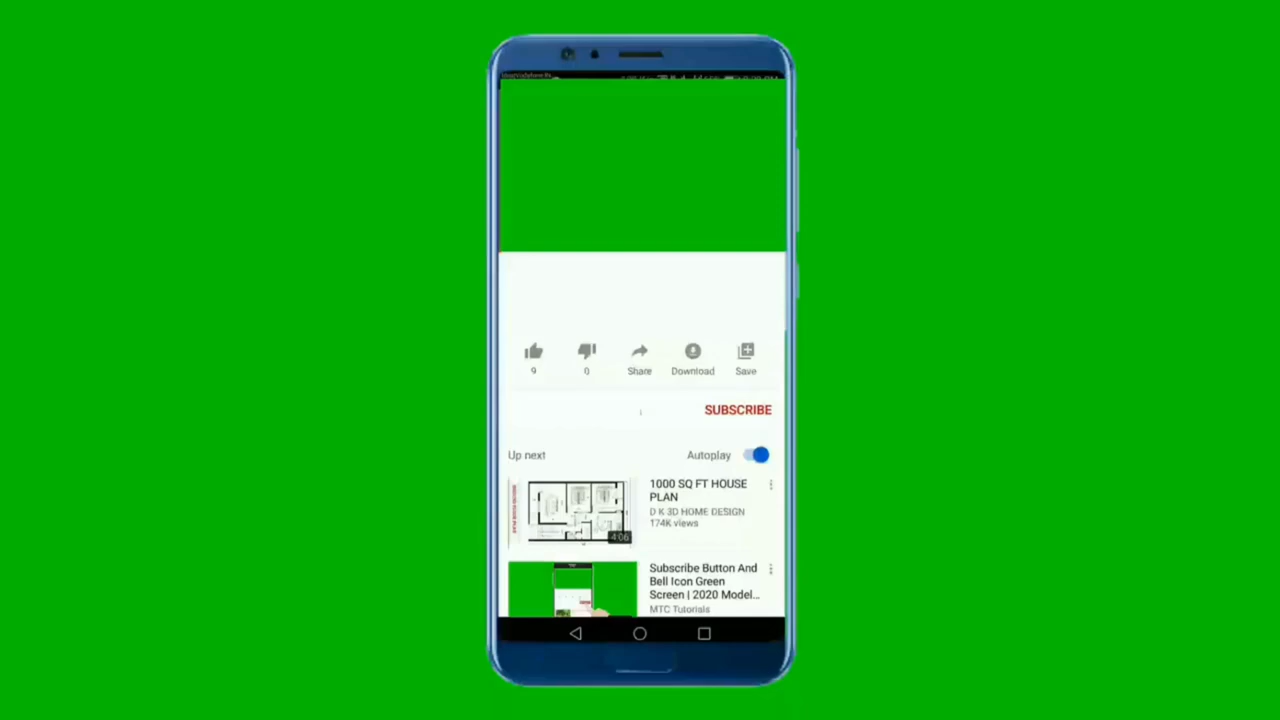 9
0
Share
Download
Save
SUBSCRIBE
Up next
Autoplay
1000 SQ FT HOUSE
PLAN
D K 3D HOME DESIGN
174K views
4:06
Subscribe Button And
Bell Icon Green
Screen | 2020 Model...
MTC Tutorials